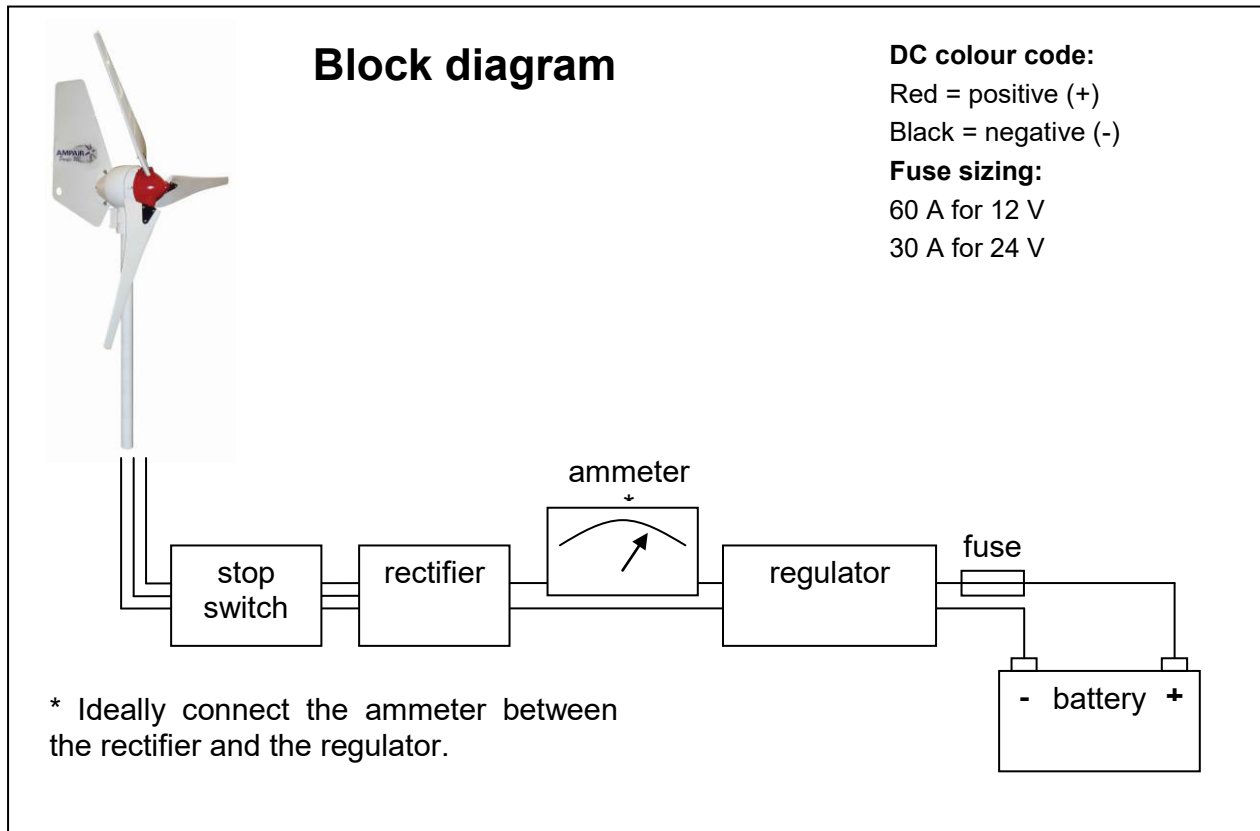 Block diagram
DC colour code:
Red = positive (+)
Black = negative (-)
Fuse sizing:
60 A for 12 V
30 A for 24 V
AMPAIR
ammeter
*
stop
switch
rectifier
regulator
fuse
- battery +
* Ideally connect the ammeter between
the rectifier and the regulator.